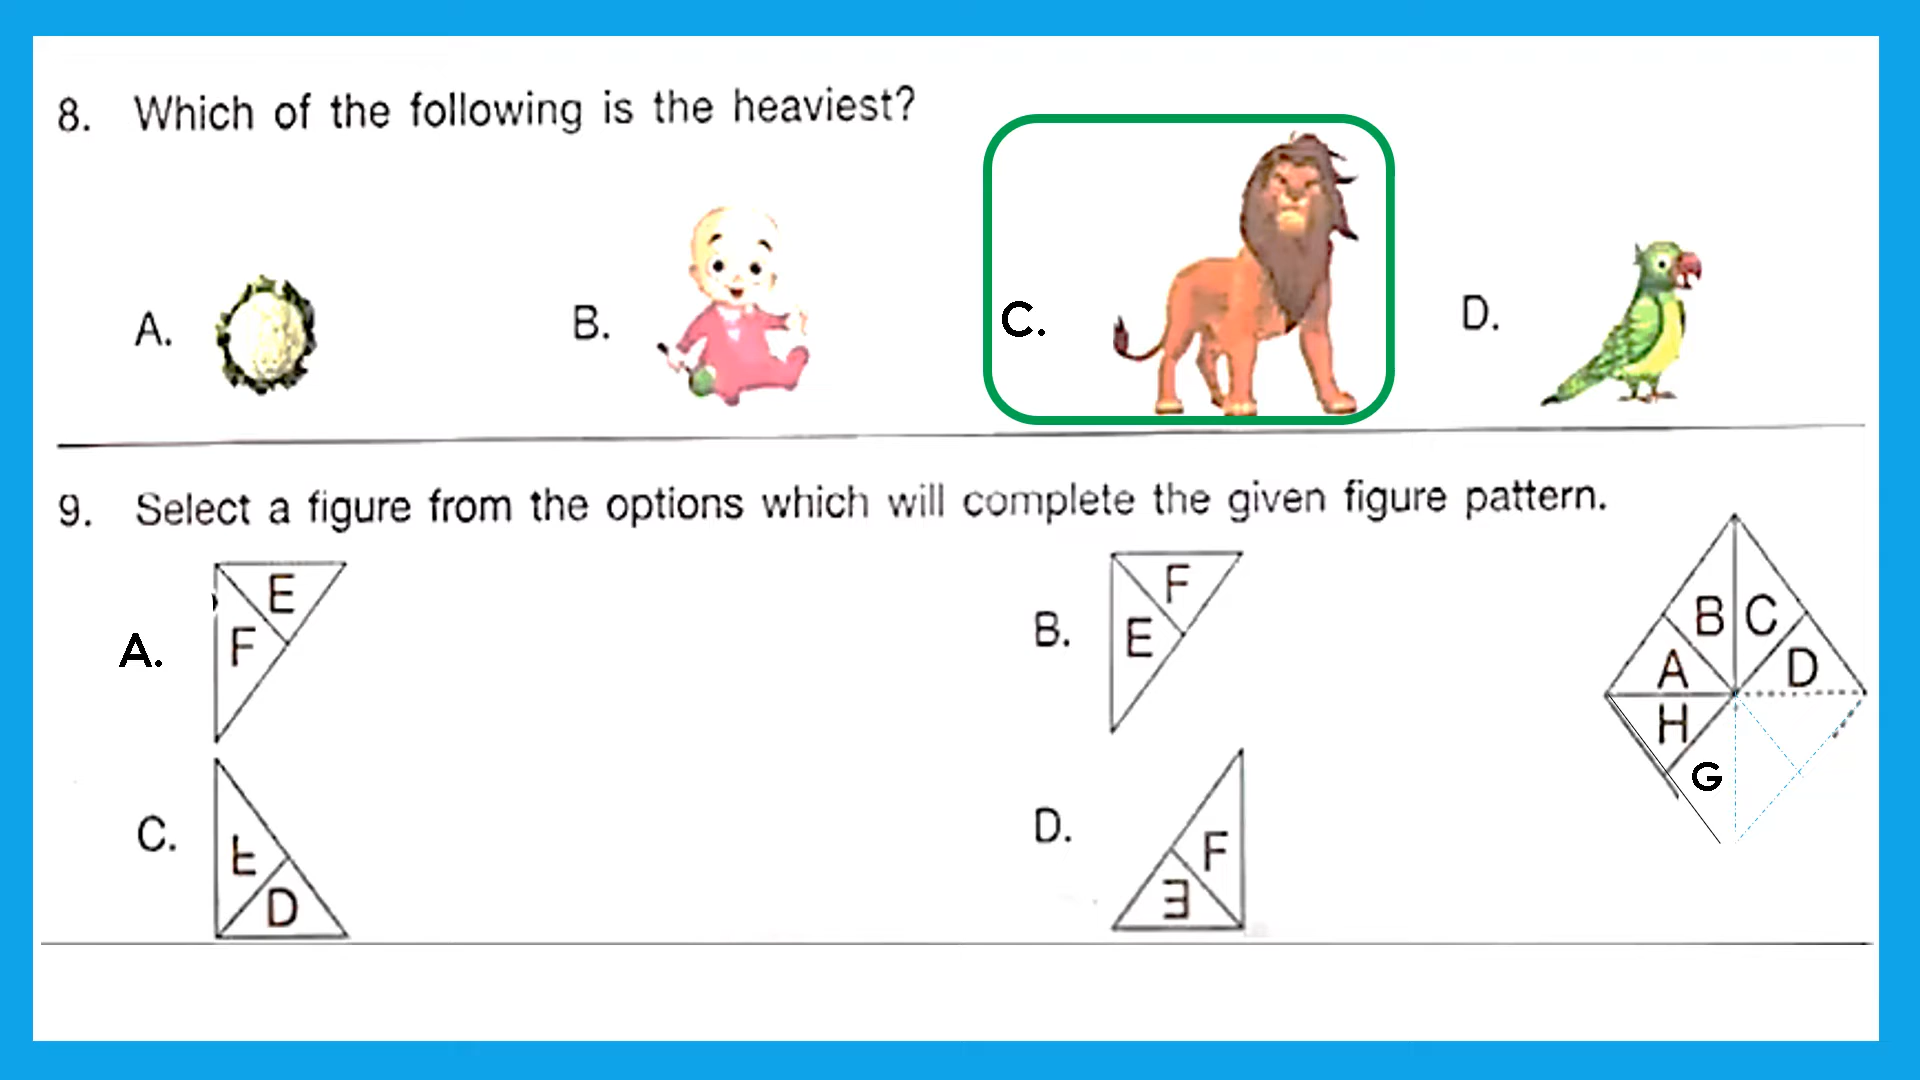 8. Which of the following is the heaviest?
A.
B.
C.
D.
9. Select a figure from the options which will complete the given figure pattern.
A. E
F
B. F
E
B C
A D
H
G
C.
D
D. F